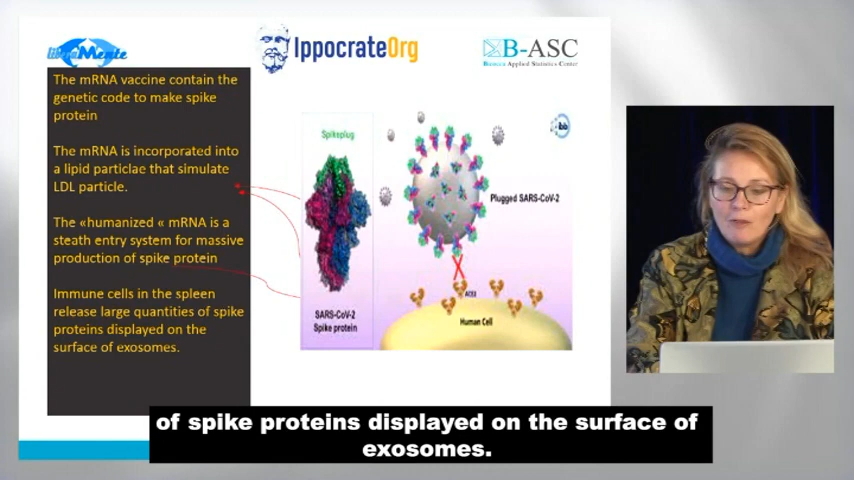 liberaMente
IppocrateOrg
B-ASC
Biomedical Applied Statistics Center
The mRNA vaccine contain the
genetic code to make spike
protein
The mRNA is incorporated into
a lipid particlae that simulate
LDL particle.
The «humanized « mRNA is a
steath entry system for massive
production of spike protein
Immune cells in the spleen
release large quantities of spike
proteins displayed on the
surface of exosomes.
Spikeplug
SARS-CoV-2
Spike protein
ibb
Plugged SARS-CoV-2
ACE2
Human Cell
of spike proteins displayed on the surface of
exosomes.